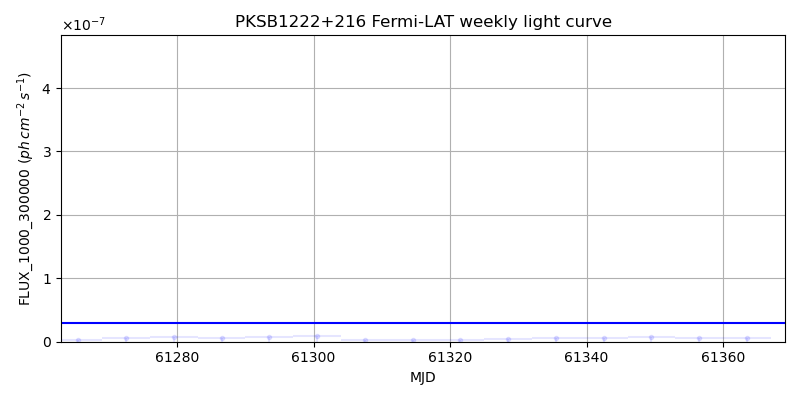 PKSB1222+216 Fermi-LAT weekly light curve
×10⁻⁷
FLUX_1000_300000 (ph cm⁻² s⁻¹)
4
3
2
1
0
61280 61300 61320 61340 61360
MJD